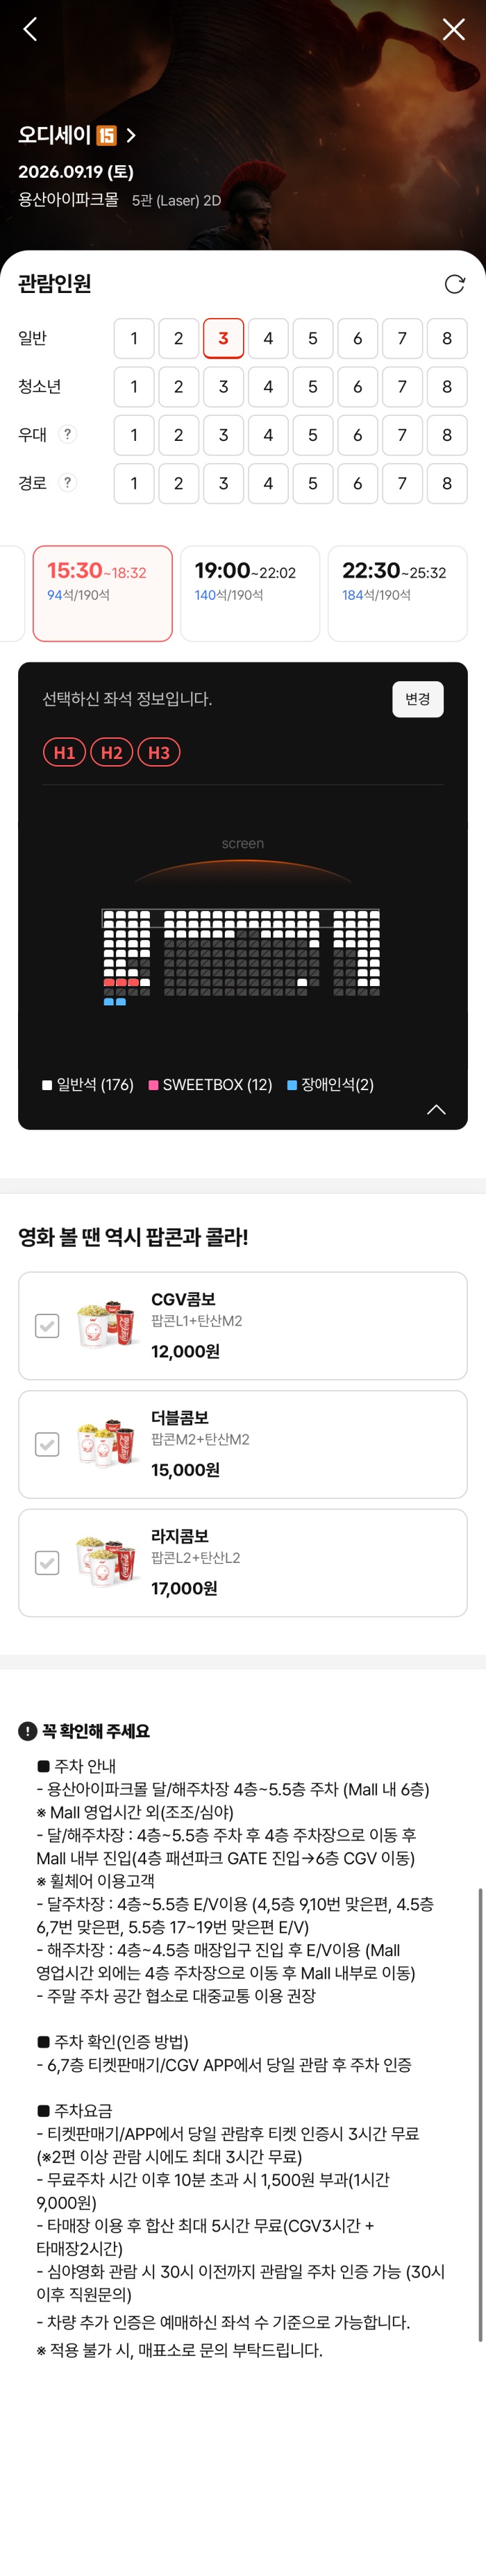 오디세이 15
2026.09.19 (토)
용산아이파크몰 5관 (Laser) 2D
관람인원
일반 1 2 3 4 5 6 7 8
청소년 1 2 3 4 5 6 7 8
우대 ? 1 2 3 4 5 6 7 8
경로 ? 1 2 3 4 5 6 7 8
15:30~18:32 19:00~22:02 22:30~25:32
94석/190석 140석/190석 184석/190석
선택하신 좌석 정보입니다. 변경
H1 H2 H3
screen
일반석 (176) SWEETBOX (12) 장애인석(2)
영화 볼 땐 역시 팝콘과 콜라!
CGV콤보
팝콘L1+탄산M2
12,000원
더블콤보
팝콘M2+탄산M2
15,000원
라지콤보
팝콘L2+탄산L2
17,000원
! 꼭 확인해 주세요
■ 주차 안내
- 용산아이파크몰 달/해주차장 4층~5.5층 주차 (Mall 내 6층)
※ Mall 영업시간 외(조조/심야)
- 달/해주차장 : 4층~5.5층 주차 후 4층 주차장으로 이동 후
Mall 내부 진입(4층 패션파크 GATE 진입→6층 CGV 이동)
※ 휠체어 이용고객
- 달주차장 : 4층~5.5층 E/V이용 (4,5층 9,10번 맞은편, 4.5층
6,7번 맞은편, 5.5층 17~19번 맞은편 E/V)
- 해주차장 : 4층~4.5층 매장입구 진입 후 E/V이용 (Mall
영업시간 외에는 4층 주차장으로 이동 후 Mall 내부로 이동)
- 주말 주차 공간 협소로 대중교통 이용 권장
■ 주차 확인(인증 방법)
- 6,7층 티켓판매기/CGV APP에서 당일 관람 후 주차 인증
■ 주차요금
- 티켓판매기/APP에서 당일 관람후 티켓 인증시 3시간 무료
(※2편 이상 관람 시에도 최대 3시간 무료)
- 무료주차 시간 이후 10분 초과 시 1,500원 부과(1시간
9,000원)
- 타매장 이용 후 합산 최대 5시간 무료(CGV3시간 +
타매장2시간)
- 심야영화 관람 시 30시 이전까지 관람일 주차 인증 가능 (30시
이후 직원문의)
- 차량 추가 인증은 예매하신 좌석 수 기준으로 가능합니다.
※ 적용 불가 시, 매표소로 문의 부탁드립니다.